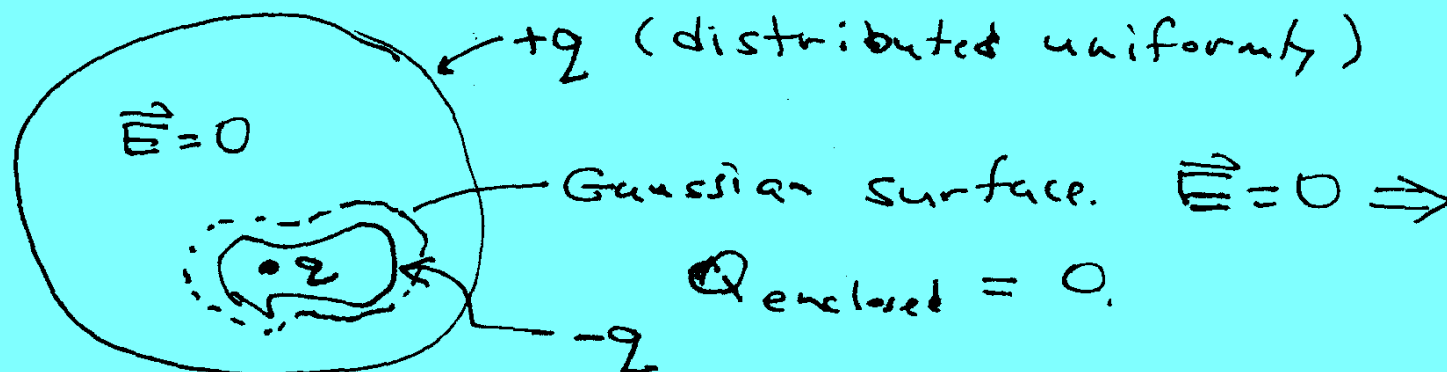 +q (distributed uniformly)
E⃗ = 0
Gaussian surface. E⃗ = 0 ⇒
• q
Q enclosed = 0.
-q